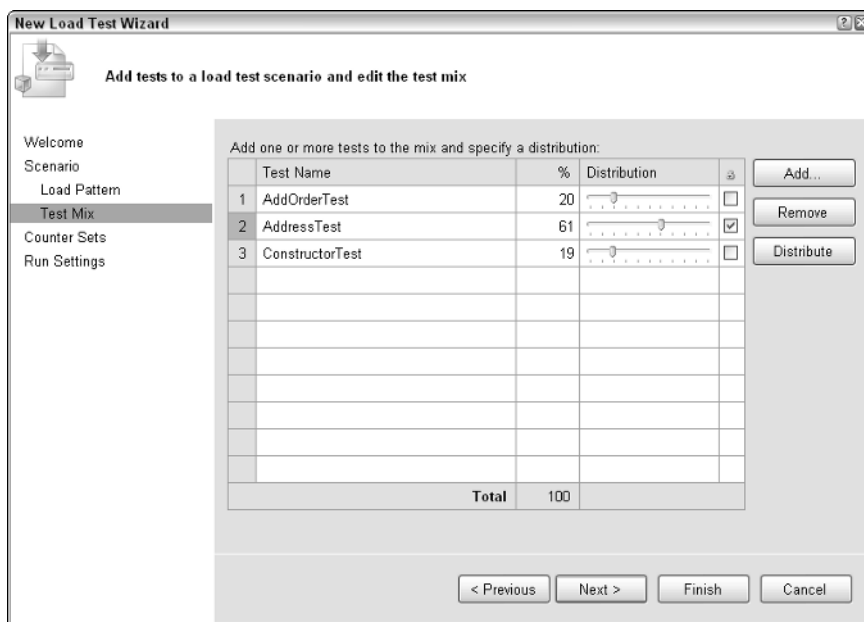 New Load Test Wizard
Add tests to a load test scenario and edit the test mix
Welcome
Scenario
Load Pattern
Test Mix
Counter Sets
Run Settings
Add one or more tests to the mix and specify a distribution:
Test Name % Distribution
1 AddOrderTest 20
2 AddressTest 61
3 ConstructorTest 19
Total 100
Add...
Remove
Distribute
< Previous Next > Finish Cancel